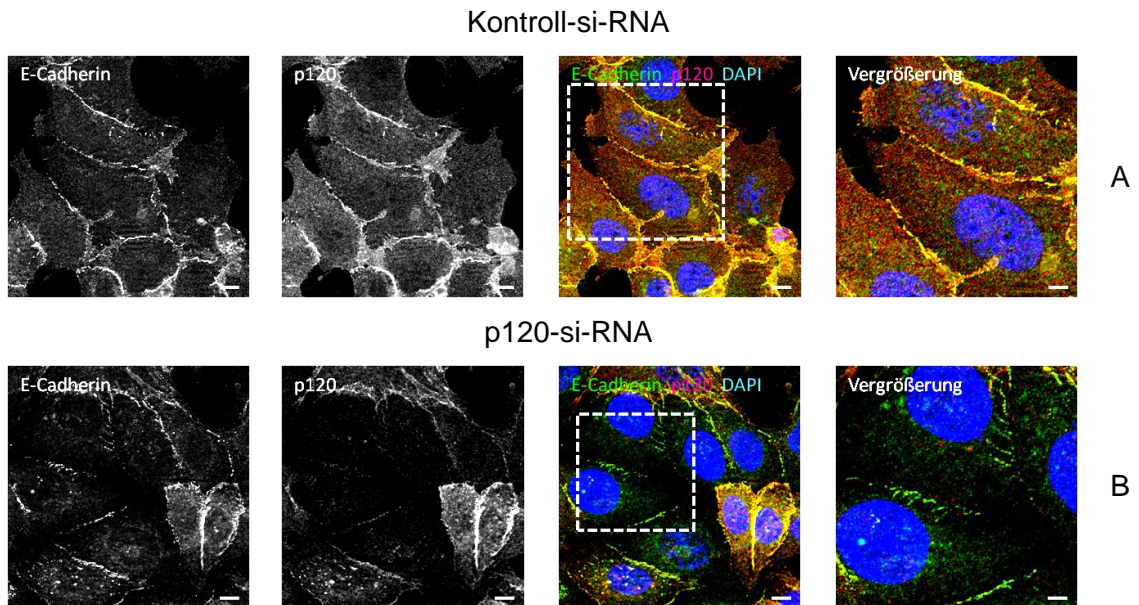 Kontroll-si-RNA
E-Cadherin
p120
E-Cadherin p120 DAPI
Vergrößerung
A
p120-si-RNA
E-Cadherin
p120
E-Cadherin p120 DAPI
Vergrößerung
B